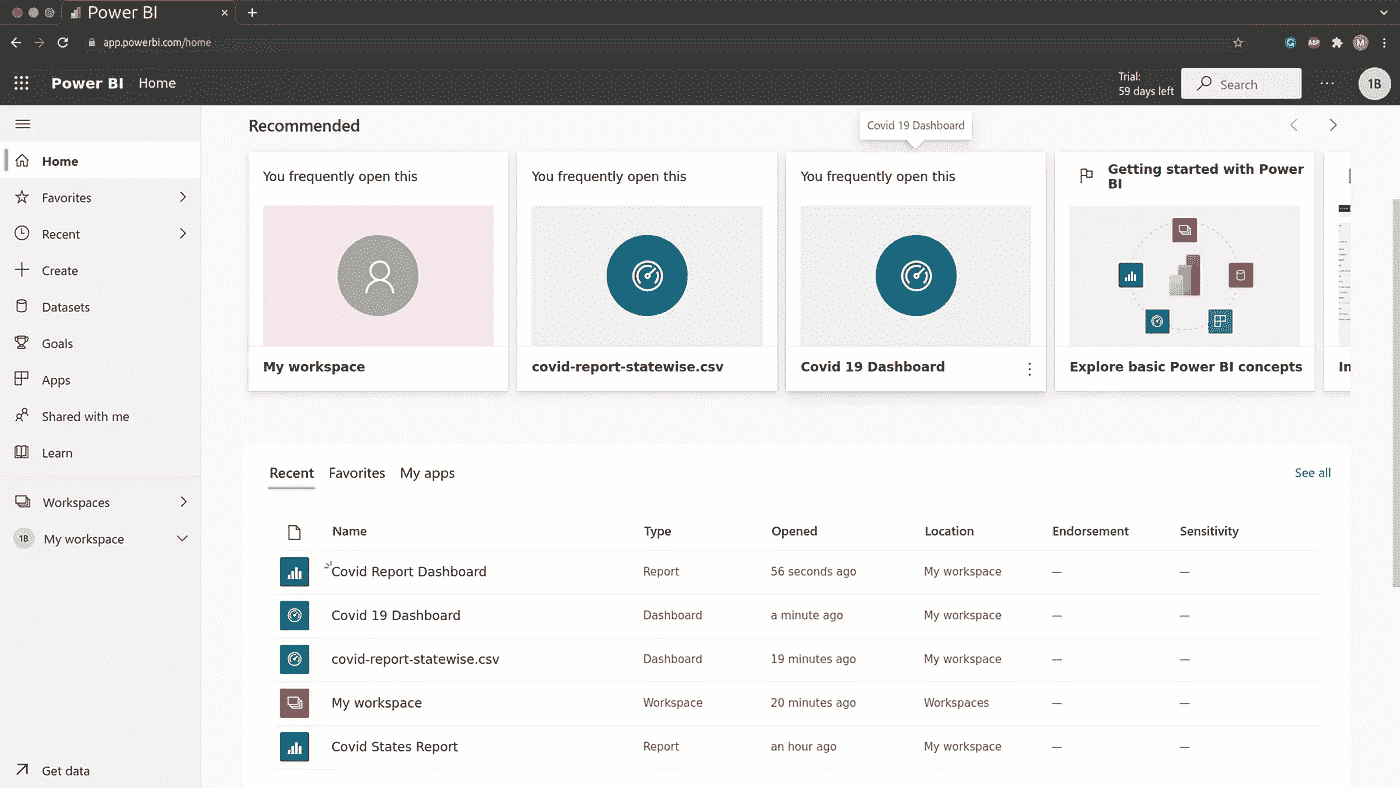 Power BI
app.powerbi.com/home
ABP
M
Power BI Home
Trial:
59 days left
Search
1B
Home
Favorites
Recent
Create
Datasets
Goals
Apps
Shared with me
Learn
Workspaces
1B My workspace
Get data
Recommended
Covid 19 Dashboard
You frequently open this
My workspace
You frequently open this
covid-report-statewise.csv
You frequently open this
Covid 19 Dashboard
Getting started with Power
BI
Explore basic Power BI concepts
Recent Favorites My apps See all
Name Type Opened Location Endorsement Sensitivity
Covid Report Dashboard Report 56 seconds ago My workspace — —
Covid 19 Dashboard Dashboard a minute ago My workspace — —
covid-report-statewise.csv Dashboard 19 minutes ago My workspace — —
My workspace Workspace 20 minutes ago Workspaces — —
Covid States Report Report an hour ago My workspace — —